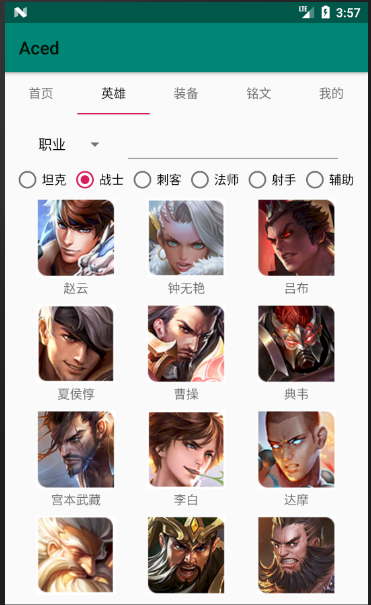 LTE 3:57
Aced
首页 英雄 装备 铭文 我的
职业
坦克 战士 刺客 法师 射手 辅助
赵云 钟无艳 吕布
夏侯惇 曹操 典韦
宫本武藏 李白 达摩